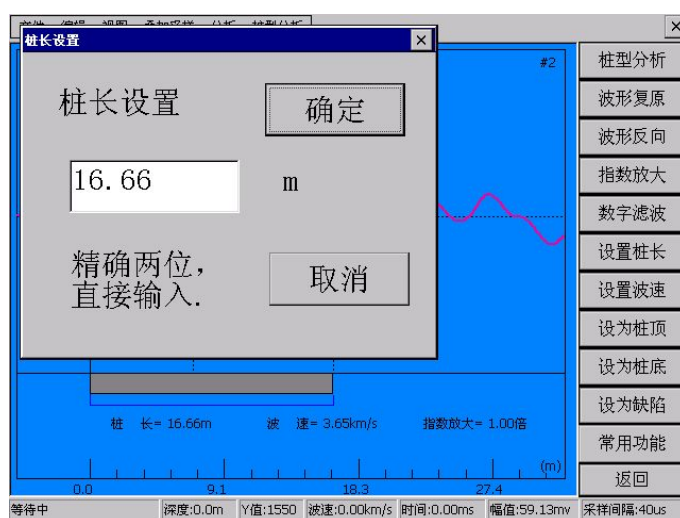 桩长设置
#2
桩长设置
确定
16.66
m
精确两位,
直接输入.
取消
桩型分析
波形复原
波形反向
指数放大
数字滤波
设置桩长
设置波速
设为桩顶
设为桩底
设为缺陷
常用功能
返回
桩 长= 16.66m 波 速= 3.65km/s 指数放大= 1.00倍
(m)
0.0 9.1 18.3 27.4
等待中 深度:0.0m Y值:1550 波速:0.00km/s 时间:0.00ms 幅值:59.13mv 采样间隔:40us